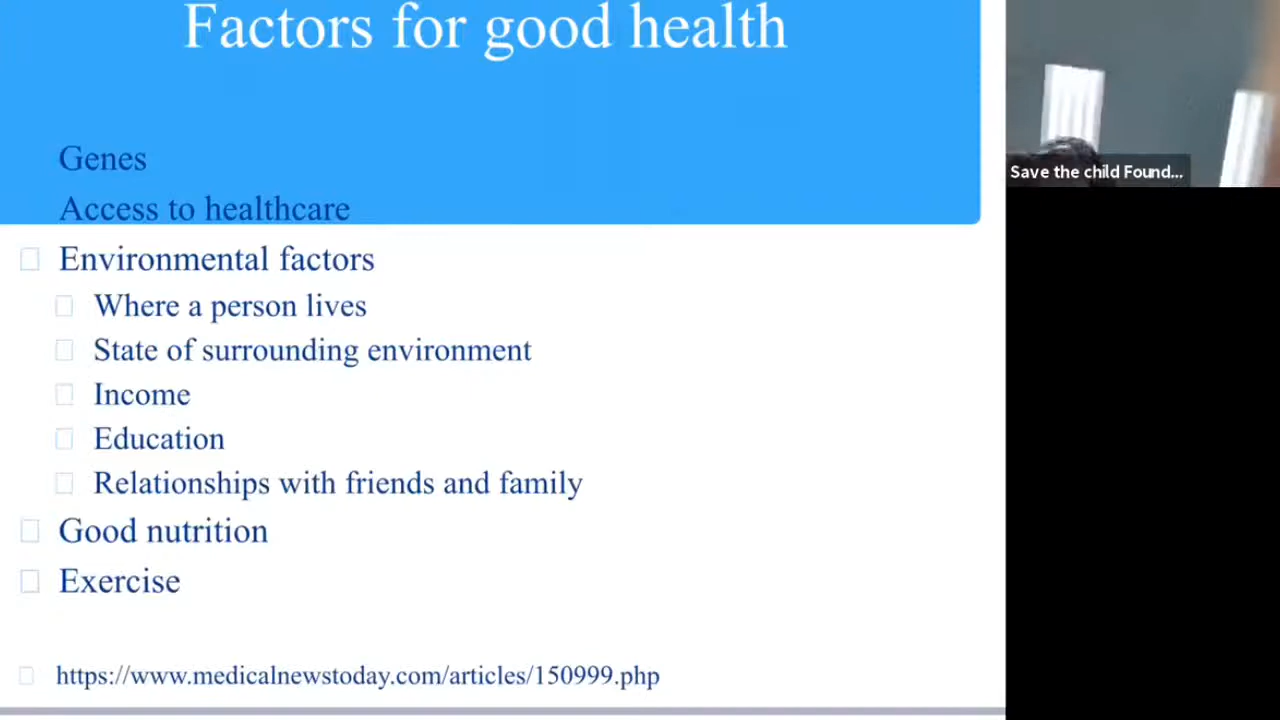 Factors for good health
Genes
Access to healthcare
Environmental factors
Where a person lives
State of surrounding environment
Income
Education
Relationships with friends and family
Good nutrition
Exercise
https://www.medicalnewstoday.com/articles/150999.php
Save the child Found...